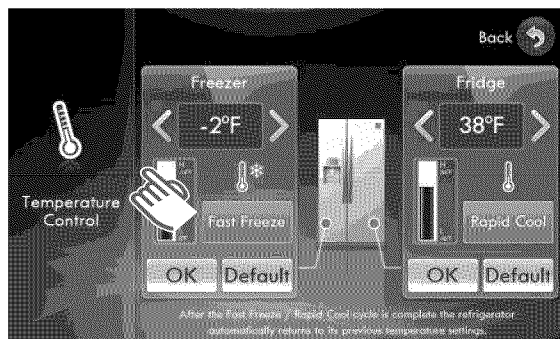 Back
Freezer
Fridge
-2°F
38°F
Temperature
Control
Fast Freeze
Rapid Cool
OK
Default
OK
Default
After the Fast Freeze / Rapid Cool cycle is complete the refrigerator
automatically returns to its previous temperature settings.